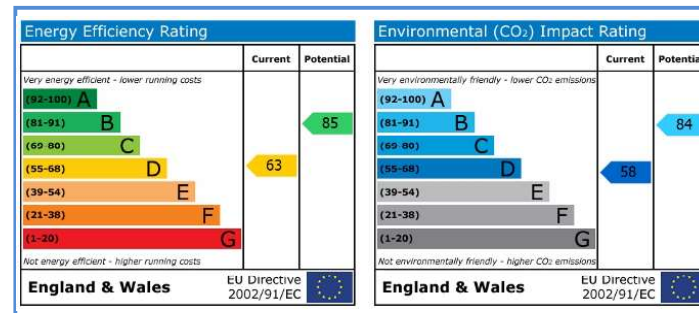 Energy Efficiency Rating
Current Potential
Very energy efficient - lower running costs
(92-100) A
(81-91) B
85
(69-80) C
(55-68) D
63
(39-54) E
(21-38) F
(1-20) G
Not energy efficient - higher running costs
England & Wales
EU Directive
2002/91/EC
Environmental (CO₂) Impact Rating
Current Potential
Very environmentally friendly - lower CO₂ emissions
(92-100) A
(81-91) B
84
(69-80) C
(55-68) D
58
(39-54) E
(21-38) F
(1-20) G
Not environmentally friendly - higher CO₂ emissions
England & Wales
EU Directive
2002/91/EC